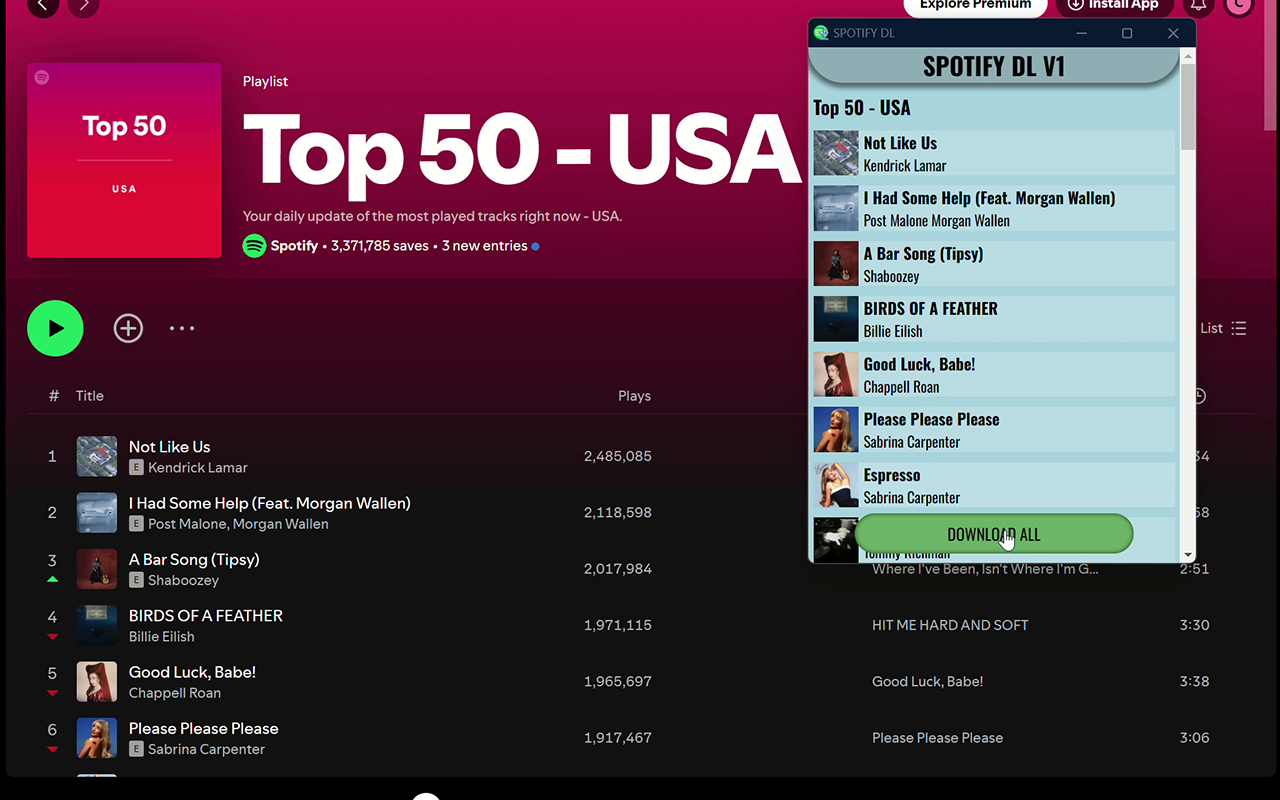 Explore Premium
Install App
C
Top 50
USA
Playlist
Top 50 - USA
Your daily update of the most played tracks right now - USA.
Spotify • 3,371,785 saves • 3 new entries
List
# Title Plays
1 Not Like Us 2,485,085
E Kendrick Lamar
2 I Had Some Help (Feat. Morgan Wallen) 2,118,598
E Post Malone, Morgan Wallen
3 A Bar Song (Tipsy) 2,017,984 Where I've Been, Isn't Where I'm G... 2:51
E Shaboozey
4 BIRDS OF A FEATHER 1,971,115 HIT ME HARD AND SOFT 3:30
Billie Eilish
5 Good Luck, Babe! 1,965,697 Good Luck, Babe! 3:38
Chappell Roan
6 Please Please Please 1,917,467 Please Please Please 3:06
E Sabrina Carpenter
SPOTIFY DL
SPOTIFY DL V1
Top 50 - USA
Not Like Us
Kendrick Lamar
I Had Some Help (Feat. Morgan Wallen)
Post Malone Morgan Wallen
A Bar Song (Tipsy)
Shaboozey
BIRDS OF A FEATHER
Billie Eilish
Good Luck, Babe!
Chappell Roan
Please Please Please
Sabrina Carpenter
Espresso
Sabrina Carpenter
DOWNLOAD ALL